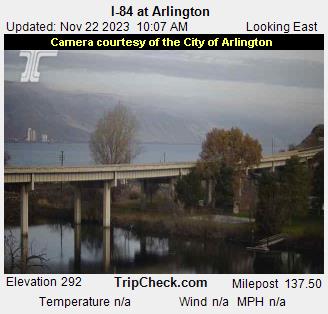 I-84 at Arlington
Updated: Nov 22 2023 10:07 AM Looking East
Camera courtesy of the City of Arlington
Elevation 292 TripCheck.com Milepost 137.50
Temperature n/a Wind n/a MPH n/a